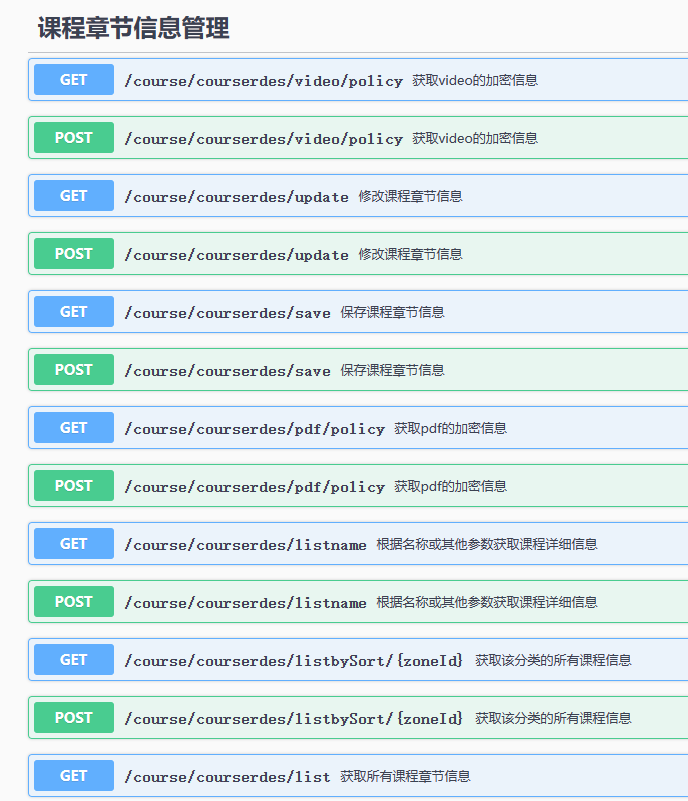 课程章节信息管理
GET /course/courserdes/video/policy 获取video的加密信息
POST /course/courserdes/video/policy 获取video的加密信息
GET /course/courserdes/update 修改课程章节信息
POST /course/courserdes/update 修改课程章节信息
GET /course/courserdes/save 保存课程章节信息
POST /course/courserdes/save 保存课程章节信息
GET /course/courserdes/pdf/policy 获取pdf的加密信息
POST /course/courserdes/pdf/policy 获取pdf的加密信息
GET /course/courserdes/listname 根据名称或其他参数获取课程详细信息
POST /course/courserdes/listname 根据名称或其他参数获取课程详细信息
GET /course/courserdes/listbySort/{zoneId} 获取该分类的所有课程信息
POST /course/courserdes/listbySort/{zoneId} 获取该分类的所有课程信息
GET /course/courserdes/list 获取所有课程章节信息